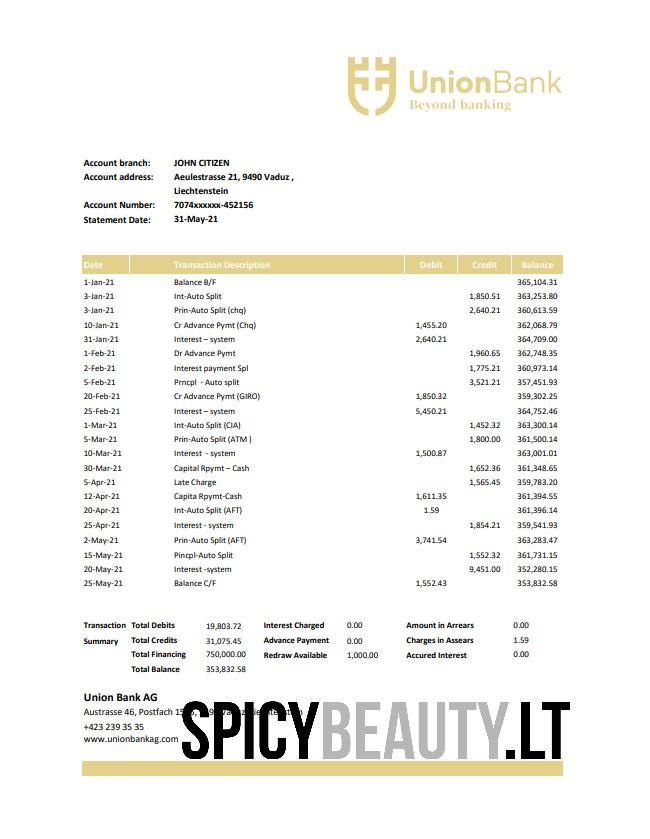 UnionBank
Beyond banking
Account branch: JOHN CITIZEN
Account address: Aeulestrasse 21, 9490 Vaduz ,
Liechtenstein
Account Number: 7074xxxxxx-452156
Statement Date: 31-May-21
Date Transaction Description Debit Credit Balance
1-Jan-21 Balance B/F 365,104.31
3-Jan-21 Int-Auto Split 1,850.51 363,253.80
3-Jan-21 Prin-Auto Split (chq) 2,640.21 360,613.59
10-Jan-21 Cr Advance Pymt (Chq) 1,455.20 362,068.79
31-Jan-21 Interest – system 2,640.21 364,709.00
1-Feb-21 Dr Advance Pymt 1,960.65 362,748.35
2-Feb-21 Interest payment Spl 1,775.21 360,973.14
5-Feb-21 Prncpl - Auto split 3,521.21 357,451.93
20-Feb-21 Cr Advance Pymt (GIRO) 1,850.32 359,302.25
25-Feb-21 Interest – system 5,450.21 364,752.46
1-Mar-21 Int-Auto Split (CIA) 1,452.32 363,300.14
5-Mar-21 Prin-Auto Split (ATM ) 1,800.00 361,500.14
10-Mar-21 Interest - system 1,500.87 363,001.01
30-Mar-21 Capital Rpymt – Cash 1,652.36 361,348.65
5-Apr-21 Late Charge 1,565.45 359,783.20
12-Apr-21 Capita Rpymt-Cash 1,611.35 361,394.55
20-Apr-21 Int-Auto Split (AFT) 1.59 361,396.14
25-Apr-21 Interest - system 1,854.21 359,541.93
2-May-21 Prin-Auto Split (AFT) 3,741.54 363,283.47
15-May-21 Pincpl-Auto Split 1,552.32 361,731.15
20-May-21 Interest -system 9,451.00 352,280.15
25-May-21 Balance C/F 1,552.43 353,832.58
Transaction Total Debits 19,803.72 Interest Charged 0.00 Amount in Arrears 0.00
Summary Total Credits 31,075.45 Advance Payment 0.00 Charges in Assears 1.59
Total Financing 750,000.00 Redraw Available 1,000.00 Accured Interest 0.00
Total Balance 353,832.58
Union Bank AG
Austrasse 46, Postfach
+423 239 35 35
www.unionbankag.com
SPICYBEAUTY.LT